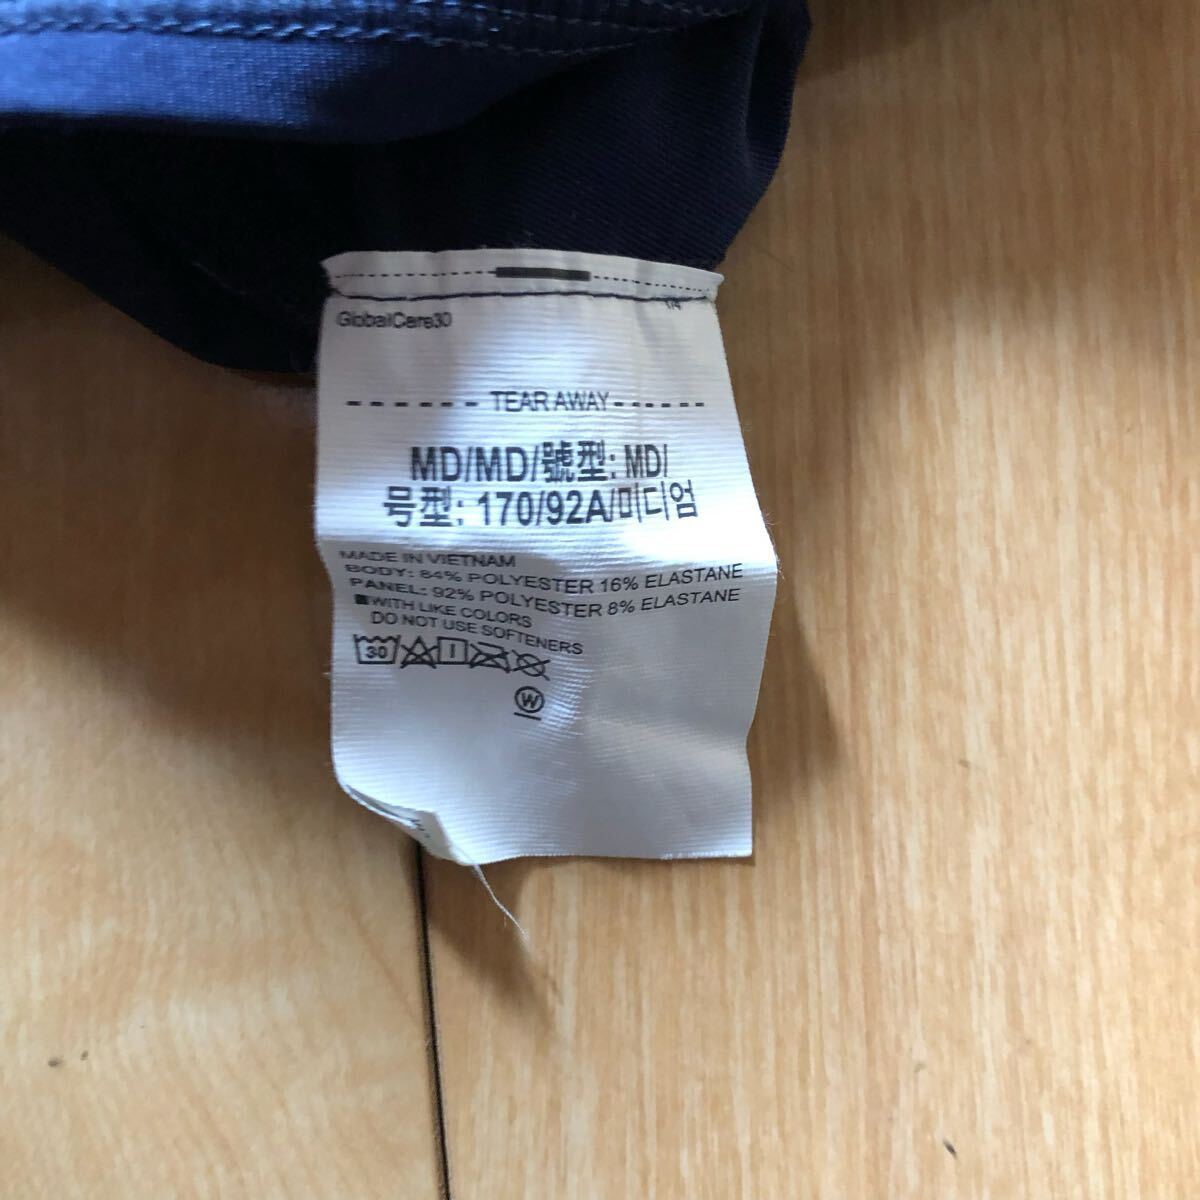 GlobalCare30
TEAR AWAY
MD/MD/號型: MD/
号型: 170/92A/미디엄
MADE IN VIETNAM
BODY: 84% POLYESTER 16% ELASTANE
PANEL: 92% POLYESTER 8% ELASTANE
WITH LIKE COLORS
DO NOT USE SOFTENERS
30
W